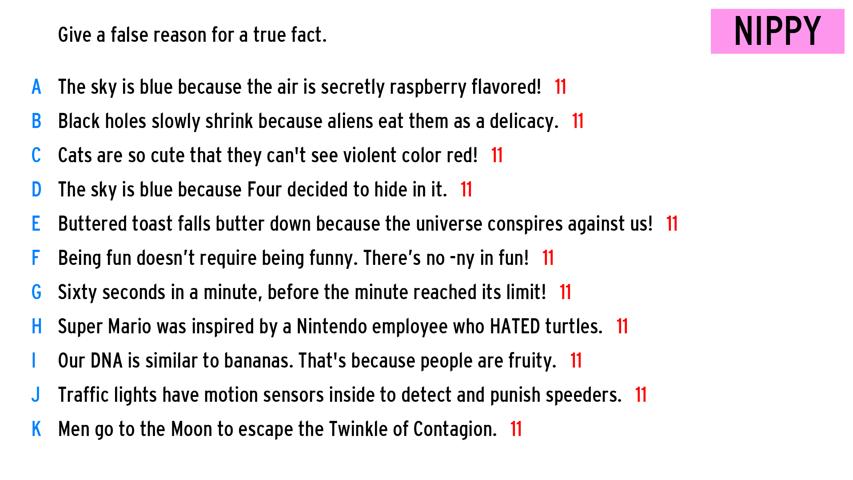 Give a false reason for a true fact.
NIPPY
A The sky is blue because the air is secretly raspberry flavored! 11
B Black holes slowly shrink because aliens eat them as a delicacy. 11
C Cats are so cute that they can't see violent color red! 11
D The sky is blue because Four decided to hide in it. 11
E Buttered toast falls butter down because the universe conspires against us! 11
F Being fun doesn’t require being funny. There’s no -ny in fun! 11
G Sixty seconds in a minute, before the minute reached its limit! 11
H Super Mario was inspired by a Nintendo employee who HATED turtles. 11
I Our DNA is similar to bananas. That's because people are fruity. 11
J Traffic lights have motion sensors inside to detect and punish speeders. 11
K Men go to the Moon to escape the Twinkle of Contagion. 11